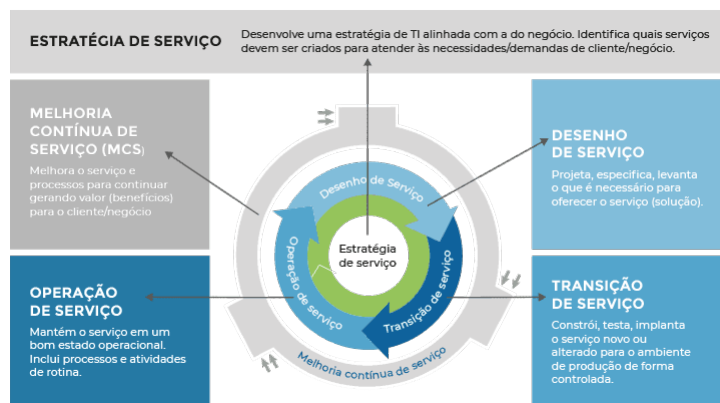 ESTRATÉGIA DE SERVIÇO
Desenvolve uma estratégia de TI alinhada com a do negócio. Identifica quais serviços
devem ser criados para atender às necessidades/demandas de cliente/negócio.
MELHORIA
CONTÍNUA DE
SERVIÇO (MCS)
Melhora o serviço e
processos para continuar
gerando valor (benefícios)
para o cliente/negócio
DESENHO
DE SERVIÇO
Projeta, especifica, levanta
o que é necessário para
oferecer o serviço (solução).
Desenho de Serviço
Estratégia
de serviço
Operação de serviço
Transição de serviço
Melhoria contínua de serviço
OPERAÇÃO
DE SERVIÇO
Mantém o serviço em um
bom estado operacional.
Inclui processos e atividades
de rotina.
TRANSIÇÃO
DE SERVIÇO
Constrói, testa, implanta
o serviço novo ou
alterado para o ambiente
de produção de forma
controlada.